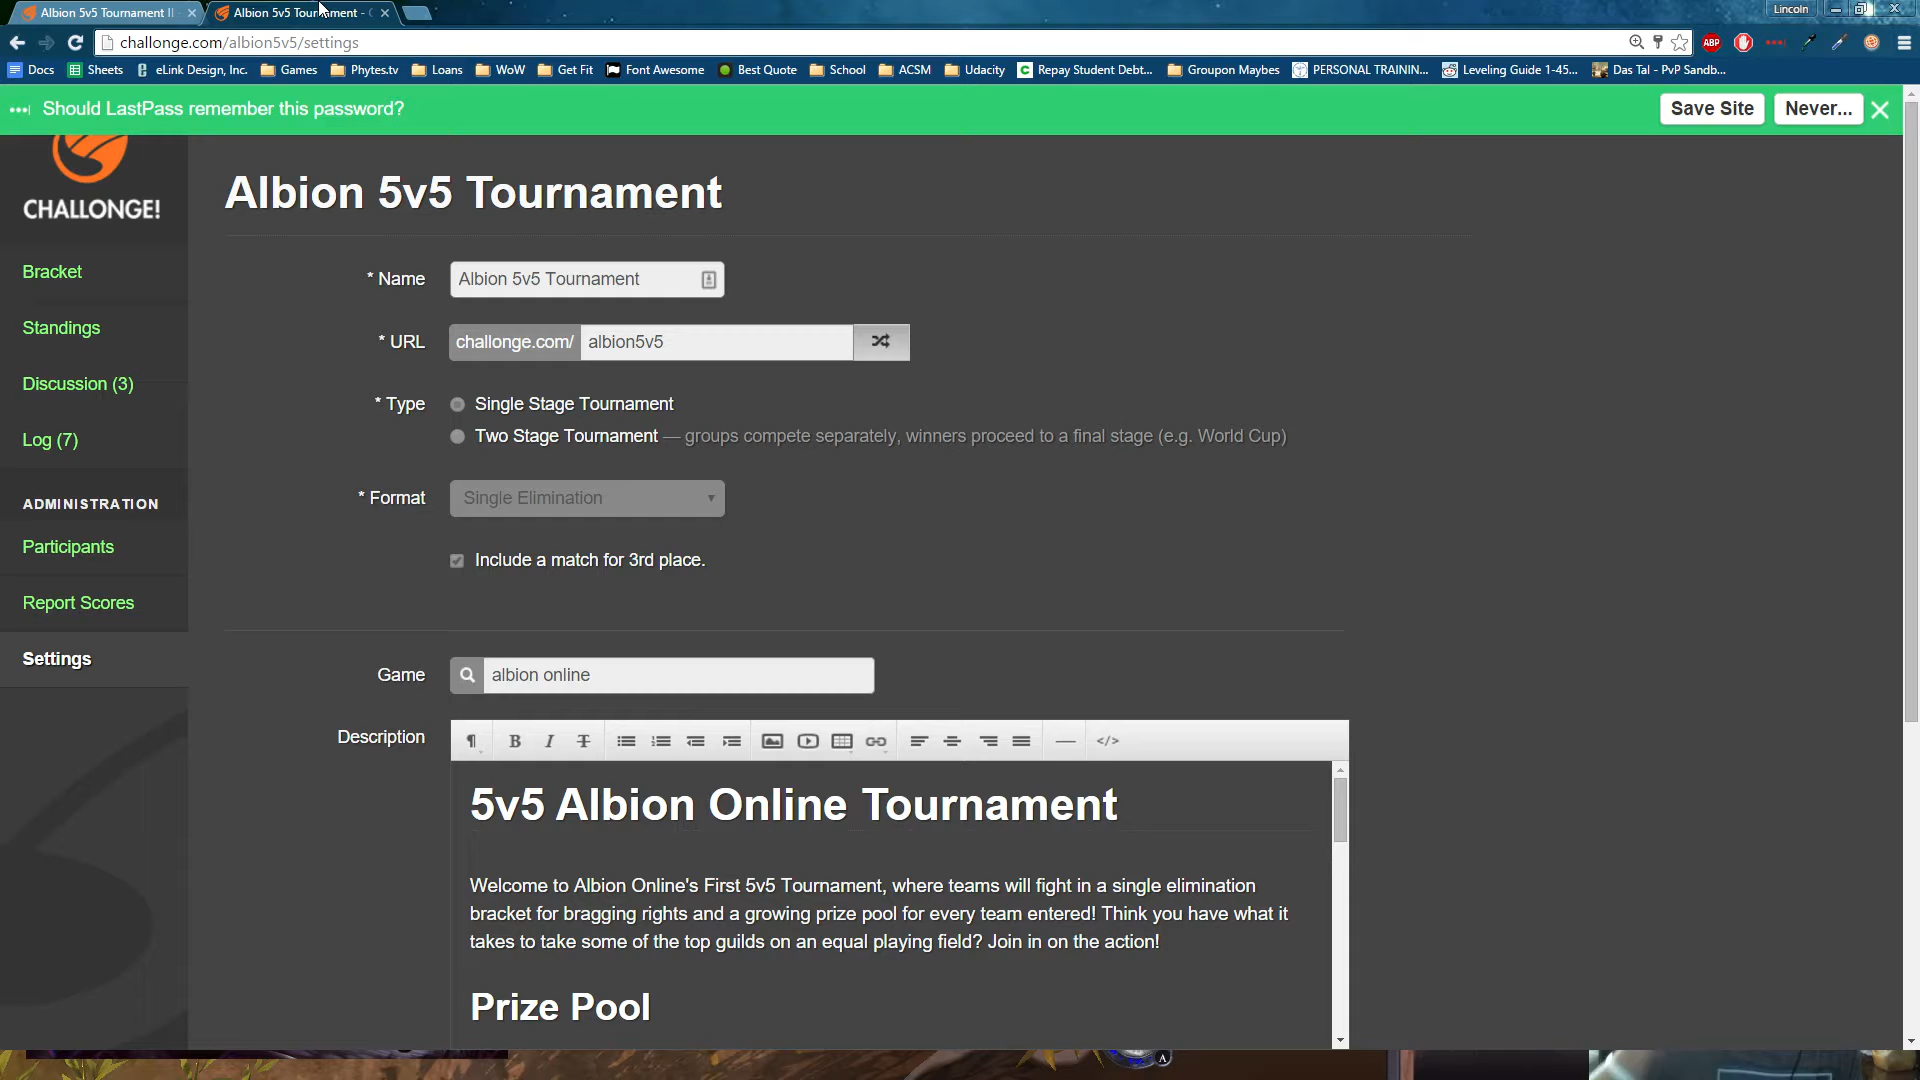 Albion 5v5 Tournament II
Albion 5v5 Tournament -
Lincoln
challonge.com/albion5v5/settings
ABP
Docs
Sheets
eLink Design, Inc.
Games
Phytes.tv
Loans
WoW
Get Fit
Font Awesome
Best Quote
School
ACSM
Udacity
Repay Student Debt...
Groupon Maybes
PERSONAL TRAININ...
Leveling Guide 1-45...
Das Tal - PvP Sandb...
Should LastPass remember this password?
Save Site
Never...
CHALLONGE!
Bracket
Standings
Discussion (3)
Log (7)
ADMINISTRATION
Participants
Report Scores
Settings
Albion 5v5 Tournament
* Name
Albion 5v5 Tournament
* URL
challonge.com/
albion5v5
* Type
Single Stage Tournament
Two Stage Tournament — groups compete separately, winners proceed to a final stage (e.g. World Cup)
* Format
Single Elimination
Include a match for 3rd place.
Game
albion online
Description
5v5 Albion Online Tournament
Welcome to Albion Online's First 5v5 Tournament, where teams will fight in a single elimination
bracket for bragging rights and a growing prize pool for every team entered! Think you have what it
takes to take some of the top guilds on an equal playing field? Join in on the action!
Prize Pool
A